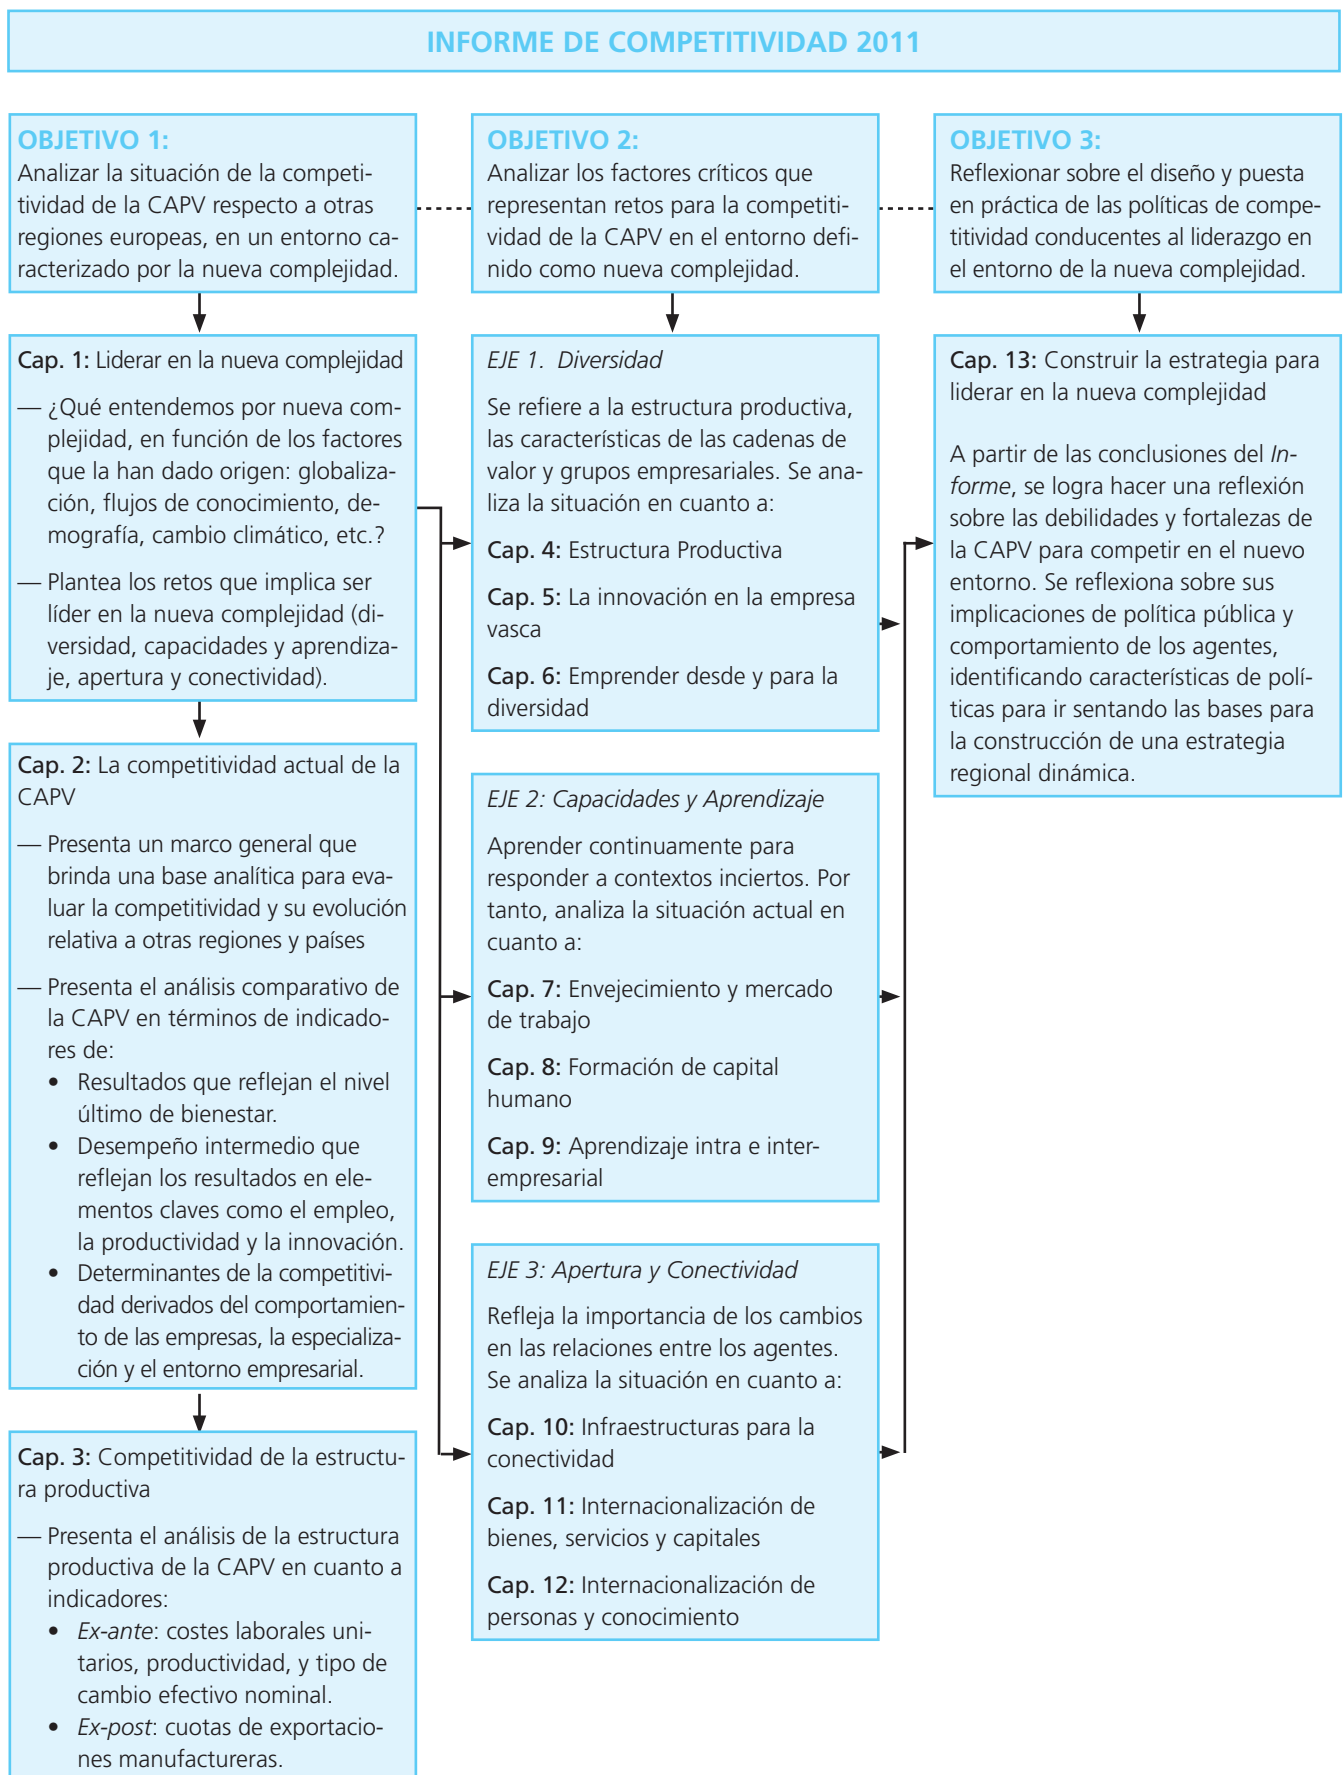 INFORME DE COMPETITIVIDAD 2011
OBJETIVO 1:
Analizar la situación de la competi-
tividad de la CAPV respecto a otras
regiones europeas, en un entorno ca-
racterizado por la nueva complejidad.
Cap. 1: Liderar en la nueva complejidad
— ¿Qué entendemos por nueva com-
plejidad, en función de los factores
que la han dado origen: globaliza-
ción, flujos de conocimiento, de-
mografía, cambio climático, etc.?
— Plantea los retos que implica ser
líder en la nueva complejidad (di-
versidad, capacidades y aprendiza-
je, apertura y conectividad).
Cap. 2: La competitividad actual de la
CAPV
— Presenta un marco general que
brinda una base analítica para eva-
luar la competitividad y su evolución
relativa a otras regiones y países
— Presenta el análisis comparativo de
la CAPV en términos de indicado-
res de:
• Resultados que reflejan el nivel
último de bienestar.
• Desempeño intermedio que
reflejan los resultados en ele-
mentos claves como el empleo,
la productividad y la innovación.
• Determinantes de la competitivi-
dad derivados del comportamien-
to de las empresas, la especializa-
ción y el entorno empresarial.
Cap. 3: Competitividad de la estructu-
ra productiva
— Presenta el análisis de la estructura
productiva de la CAPV en cuanto a
indicadores:
• Ex-ante: costes laborales uni-
tarios, productividad, y tipo de
cambio efectivo nominal.
• Ex-post: cuotas de exportacio-
nes manufactureras.
OBJETIVO 2:
Analizar los factores críticos que
representan retos para la competiti-
vidad de la CAPV en el entorno defi-
nido como nueva complejidad.
EJE 1. Diversidad
Se refiere a la estructura productiva,
las características de las cadenas de
valor y grupos empresariales. Se ana-
liza la situación en cuanto a:
Cap. 4: Estructura Productiva
Cap. 5: La innovación en la empresa
vasca
Cap. 6: Emprender desde y para la
diversidad
EJE 2: Capacidades y Aprendizaje
Aprender continuamente para
responder a contextos inciertos. Por
tanto, analiza la situación actual en
cuanto a:
Cap. 7: Envejecimiento y mercado
de trabajo
Cap. 8: Formación de capital
humano
Cap. 9: Aprendizaje intra e inter-
empresarial
EJE 3: Apertura y Conectividad
Refleja la importancia de los cambios
en las relaciones entre los agentes.
Se analiza la situación en cuanto a:
Cap. 10: Infraestructuras para la
conectividad
Cap. 11: Internacionalización de
bienes, servicios y capitales
Cap. 12: Internacionalización de
personas y conocimiento
OBJETIVO 3:
Reflexionar sobre el diseño y puesta
en práctica de las políticas de compe-
titividad conducentes al liderazgo en
el entorno de la nueva complejidad.
Cap. 13: Construir la estrategia para
liderar en la nueva complejidad
A partir de las conclusiones del In-
forme, se logra hacer una reflexión
sobre las debilidades y fortalezas de
la CAPV para competir en el nuevo
entorno. Se reflexiona sobre sus
implicaciones de política pública y
comportamiento de los agentes,
identificando características de polí-
ticas para ir sentando las bases para
la construcción de una estrategia
regional dinámica.